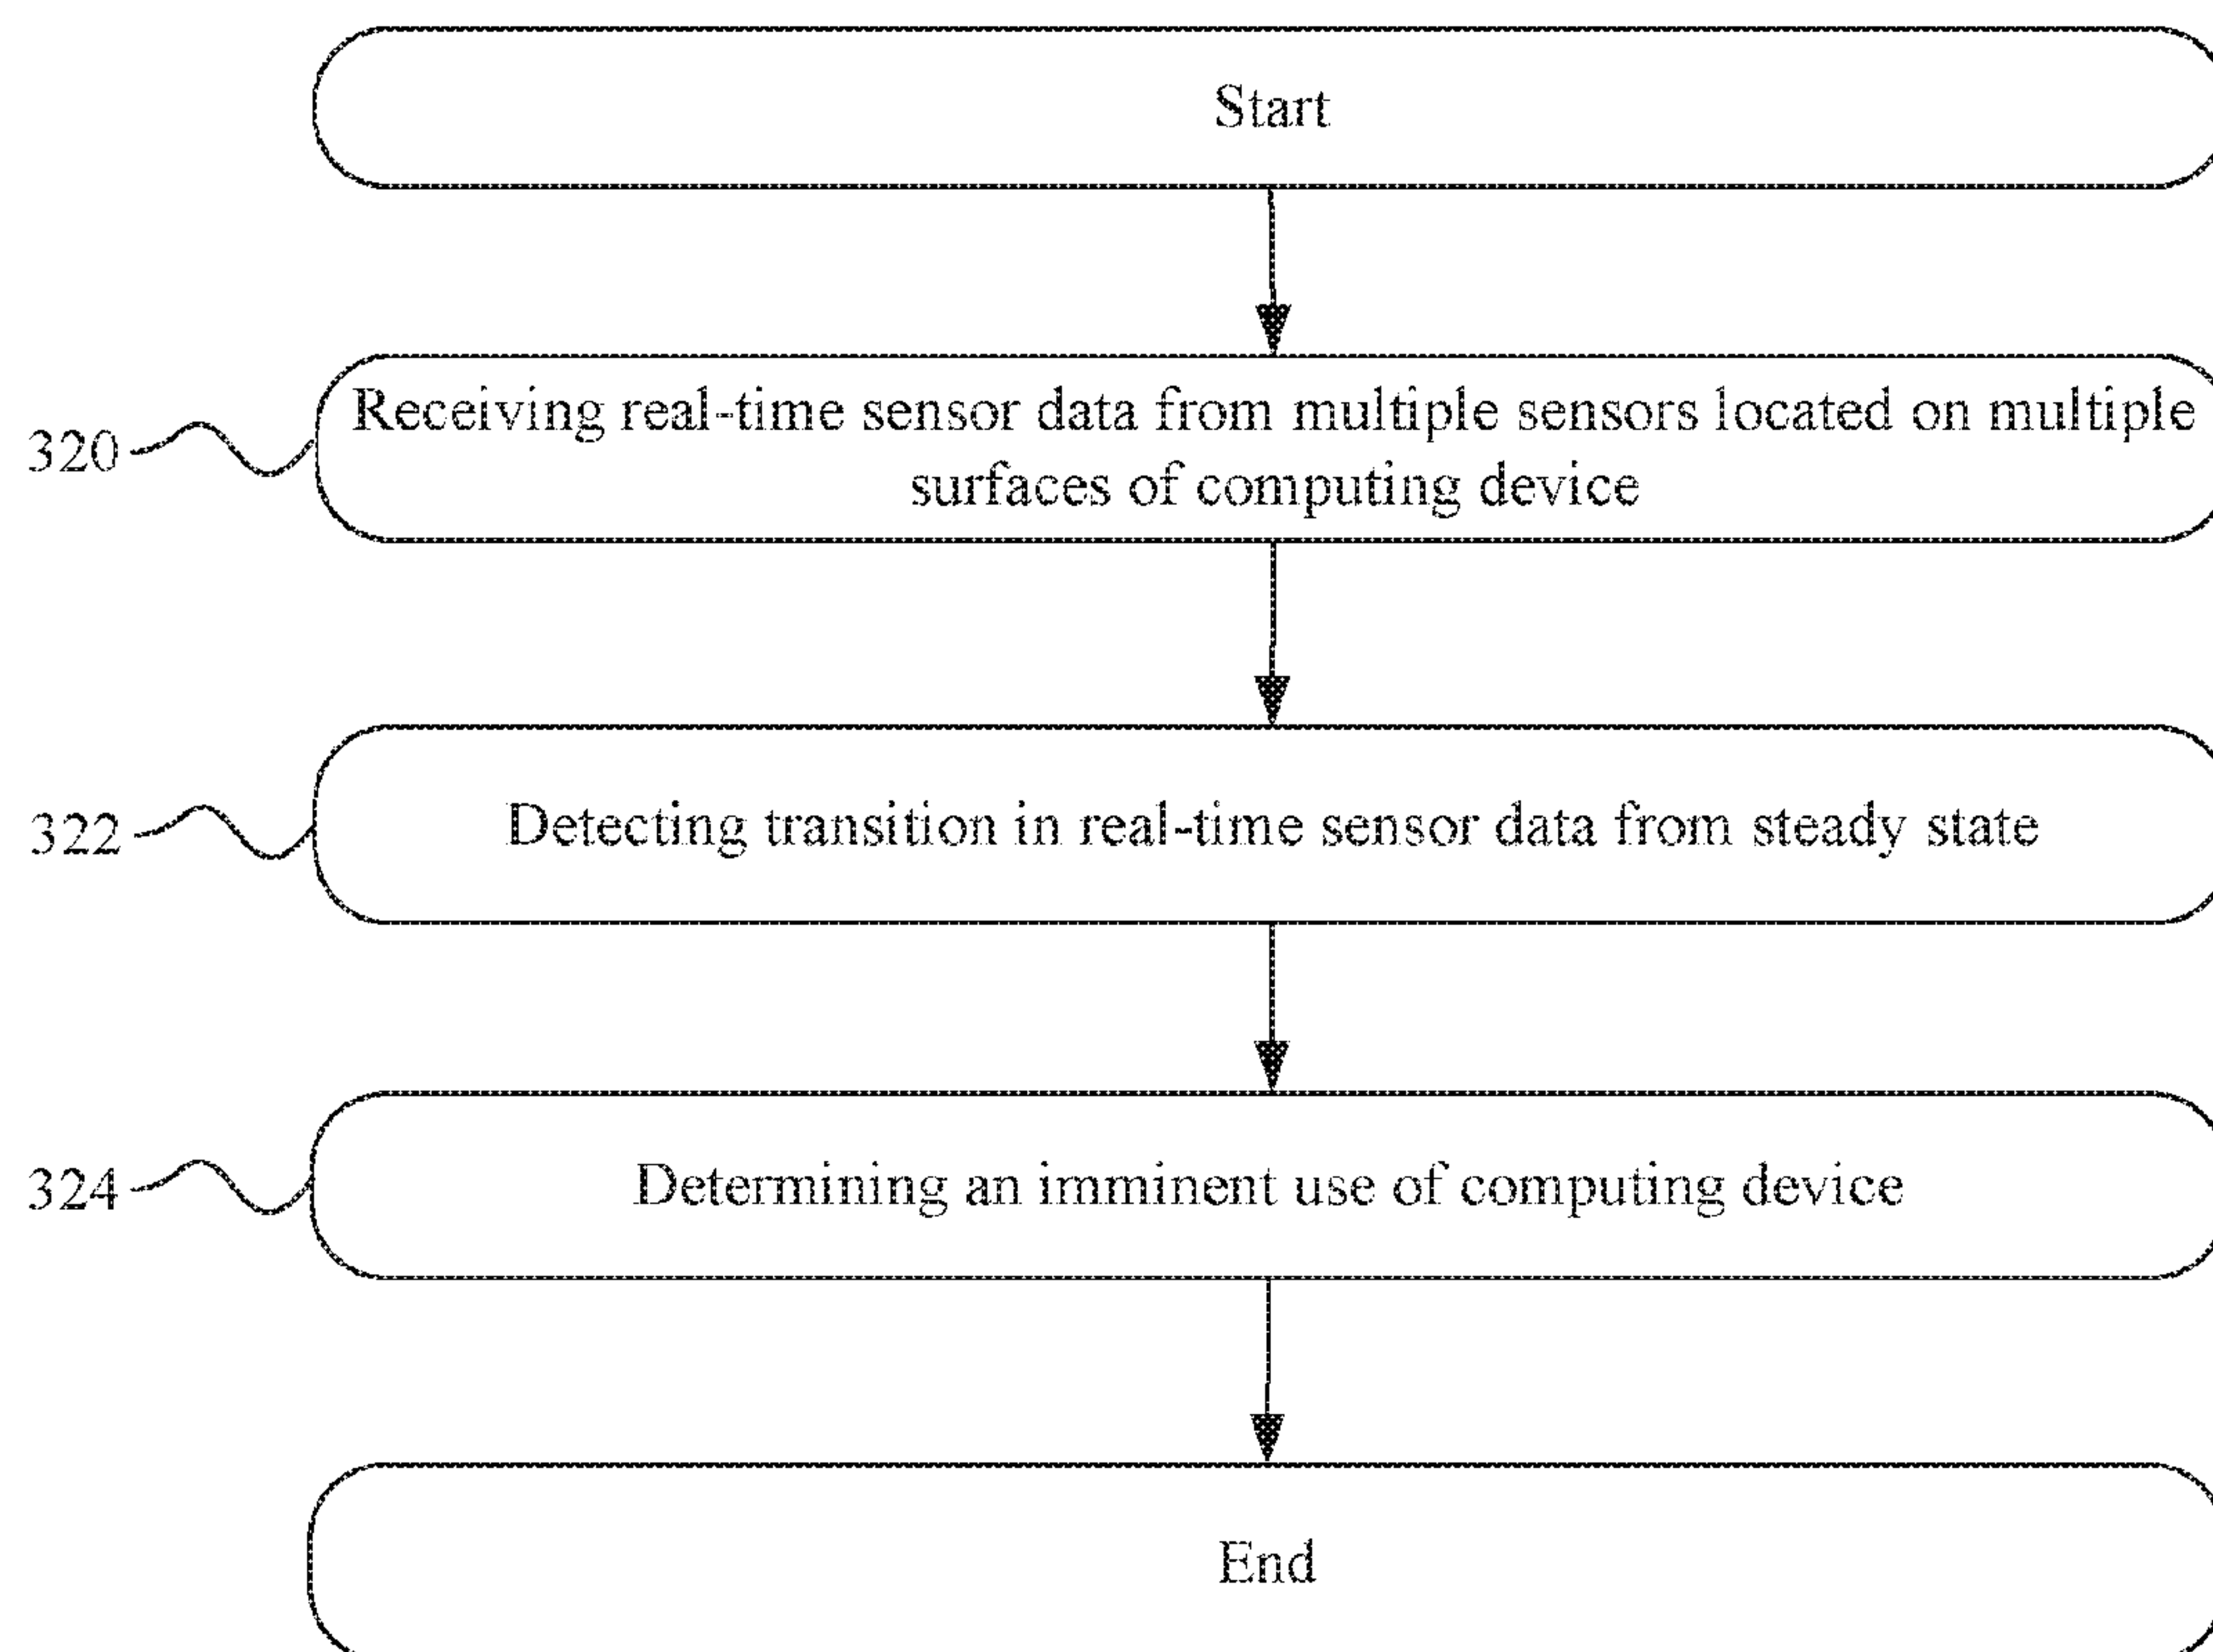 Start
320
Receiving real-time sensor data from multiple sensors located on multiple
surfaces of computing device
322
Detecting transition in real-time sensor data from steady state
324
Determining an imminent use of computing device
End